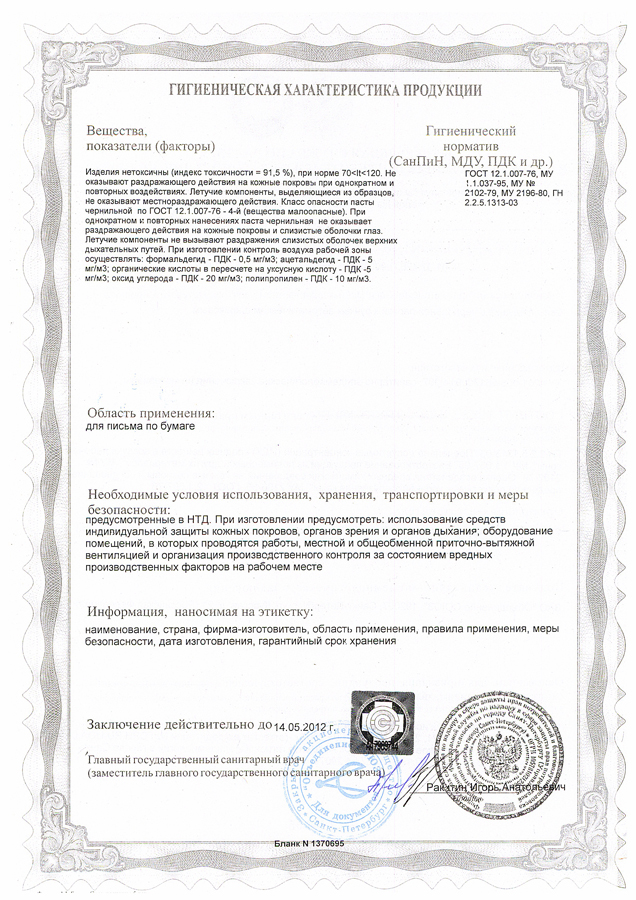 ГИГИЕНИЧЕСКАЯ ХАРАКТЕРИСТИКА ПРОДУКЦИИ
Вещества,
показатели (факторы)
Гигиенический
норматив
(СанПиН, МДУ, ПДК и др.)
Изделия нетоксичны (индекс токсичности = 91,5 %), при норме 70<It<120. Не
оказывают раздражающего действия на кожные покровы при однократном и
повторных воздействиях. Летучие компоненты, выделяющиеся из образцов,
не оказывают местнораздражающего действия. Класс опасности пасты
чернильной по ГОСТ 12.1.007-76 - 4-й (вещества малоопасные). При
однократном и повторных нанесениях паста чернильная не оказывает
раздражающего действия на кожные покровы и слизистые оболочки глаз.
Летучие компоненты не вызывают раздражения слизистых оболочек верхних
дыхательных путей. При изготовлении контроль воздуха рабочей зоны
осуществлять: формальдегид - ПДК - 0,5 мг/м3; ацетальдегид - ПДК - 5
мг/м3; органические кислоты в пересчете на уксусную кислоту - ПДК -5
мг/м3; оксид углерода - ПДК - 20 мг/м3; полипропилен - ПДК - 10 мг/м3.
ГОСТ 12.1.007-76, МУ
1.1.037-95, МУ №
2102-79, МУ 2196-80, ГН
2.2.5.1313-03
Область применения:
для письма по бумаге
Необходимые условия использования, хранения, транспортировки и меры
безопасности:
предусмотренные в НТД. При изготовлении предусмотреть: использование средств
индивидуальной защиты кожных покровов, органов зрения и органов дыхания; оборудование
помещений, в которых проводятся работы, местной и общеобменной приточно-вытяжной
вентиляцией и организация производственного контроля за состоянием вредных
производственных факторов на рабочем месте
Информация, наносимая на этикетку:
наименование, страна, фирма-изготовитель, область применения, правила применения, меры
безопасности, дата изготовления, гарантийный срок хранения
Заключение действительно до 14.05.2012 г.
Главный государственный санитарный врач
(заместитель главного государственного санитарного врача)
Игорь Анатольевич
Для документов
Санкт-Петербург
Бланк N 1370695